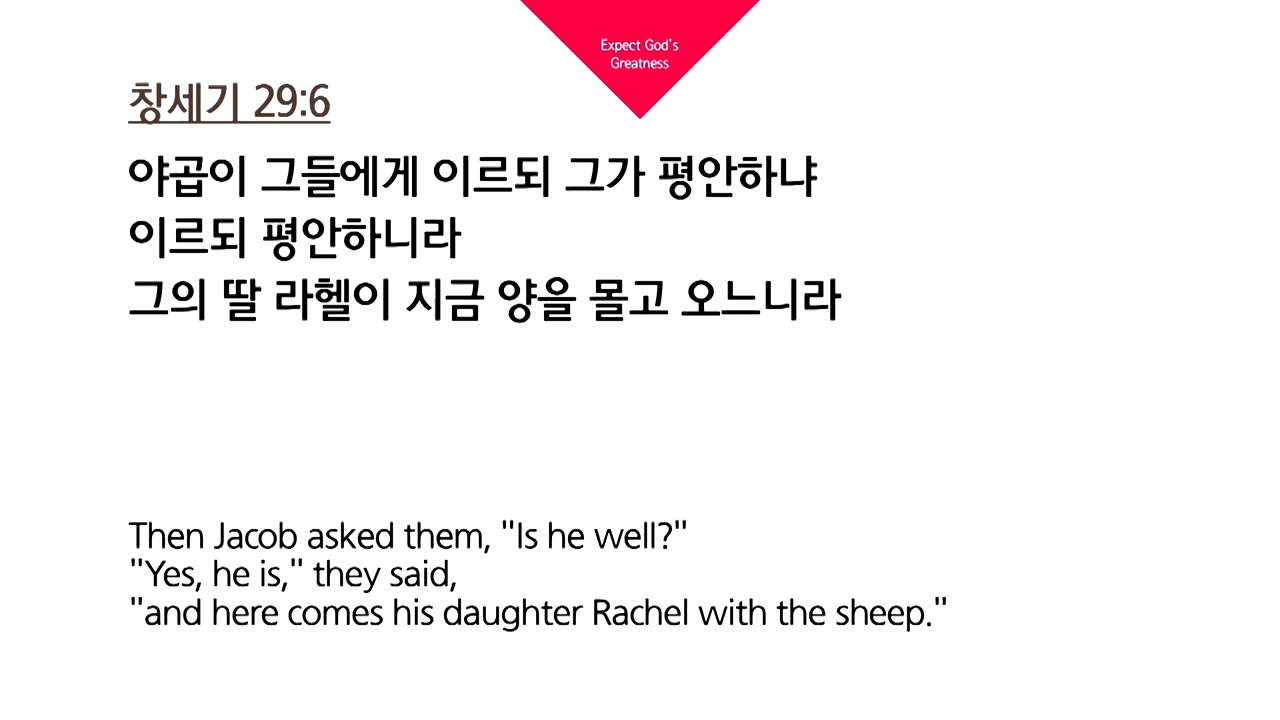 Expect God's
Greatness
창세기 29:6
야곱이 그들에게 이르되 그가 평안하냐
이르되 평안하니라
그의 딸 라헬이 지금 양을 몰고 오느니라
Then Jacob asked them, "Is he well?"
"Yes, he is," they said,
"and here comes his daughter Rachel with the sheep."